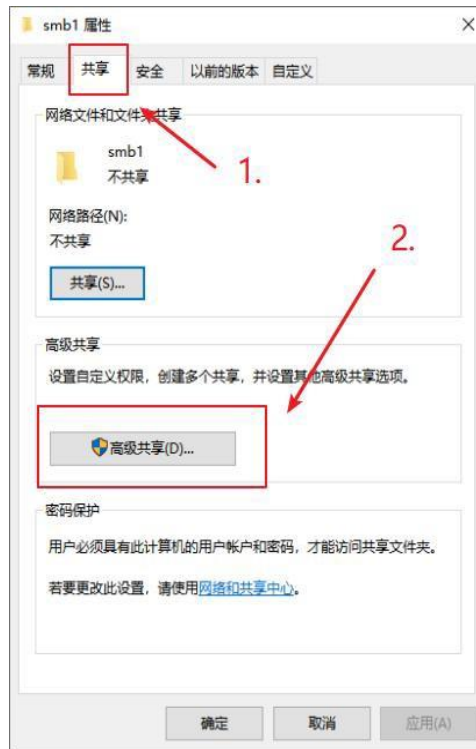 smb1 属性
常规 共享 安全 以前的版本 自定义
网络文件和文件夹共享
smb1
不共享
1.
网络路径(N):
不共享
2.
共享(S)...
高级共享
设置自定义权限，创建多个共享，并设置其他高级共享选项。
高级共享(D)...
密码保护
用户必须具有此计算机的用户帐户和密码，才能访问共享文件夹。
若要更改此设置，请使用网络和共享中心。
确定 取消 应用(A)